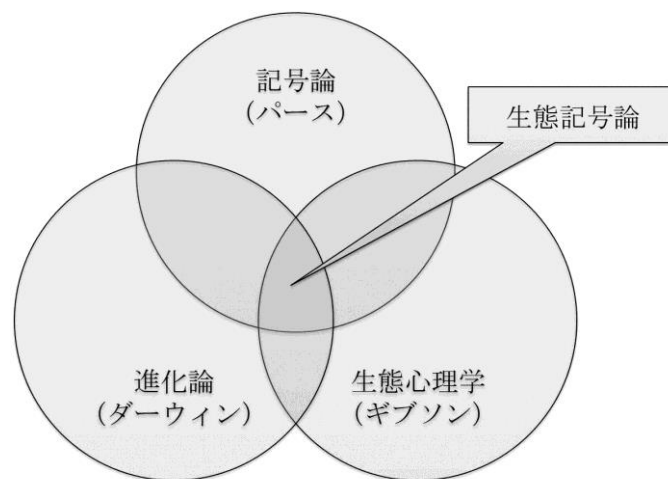 記号論
(パース)
生態記号論
進化論
(ダーウィン)
生態心理学
(ギブソン)